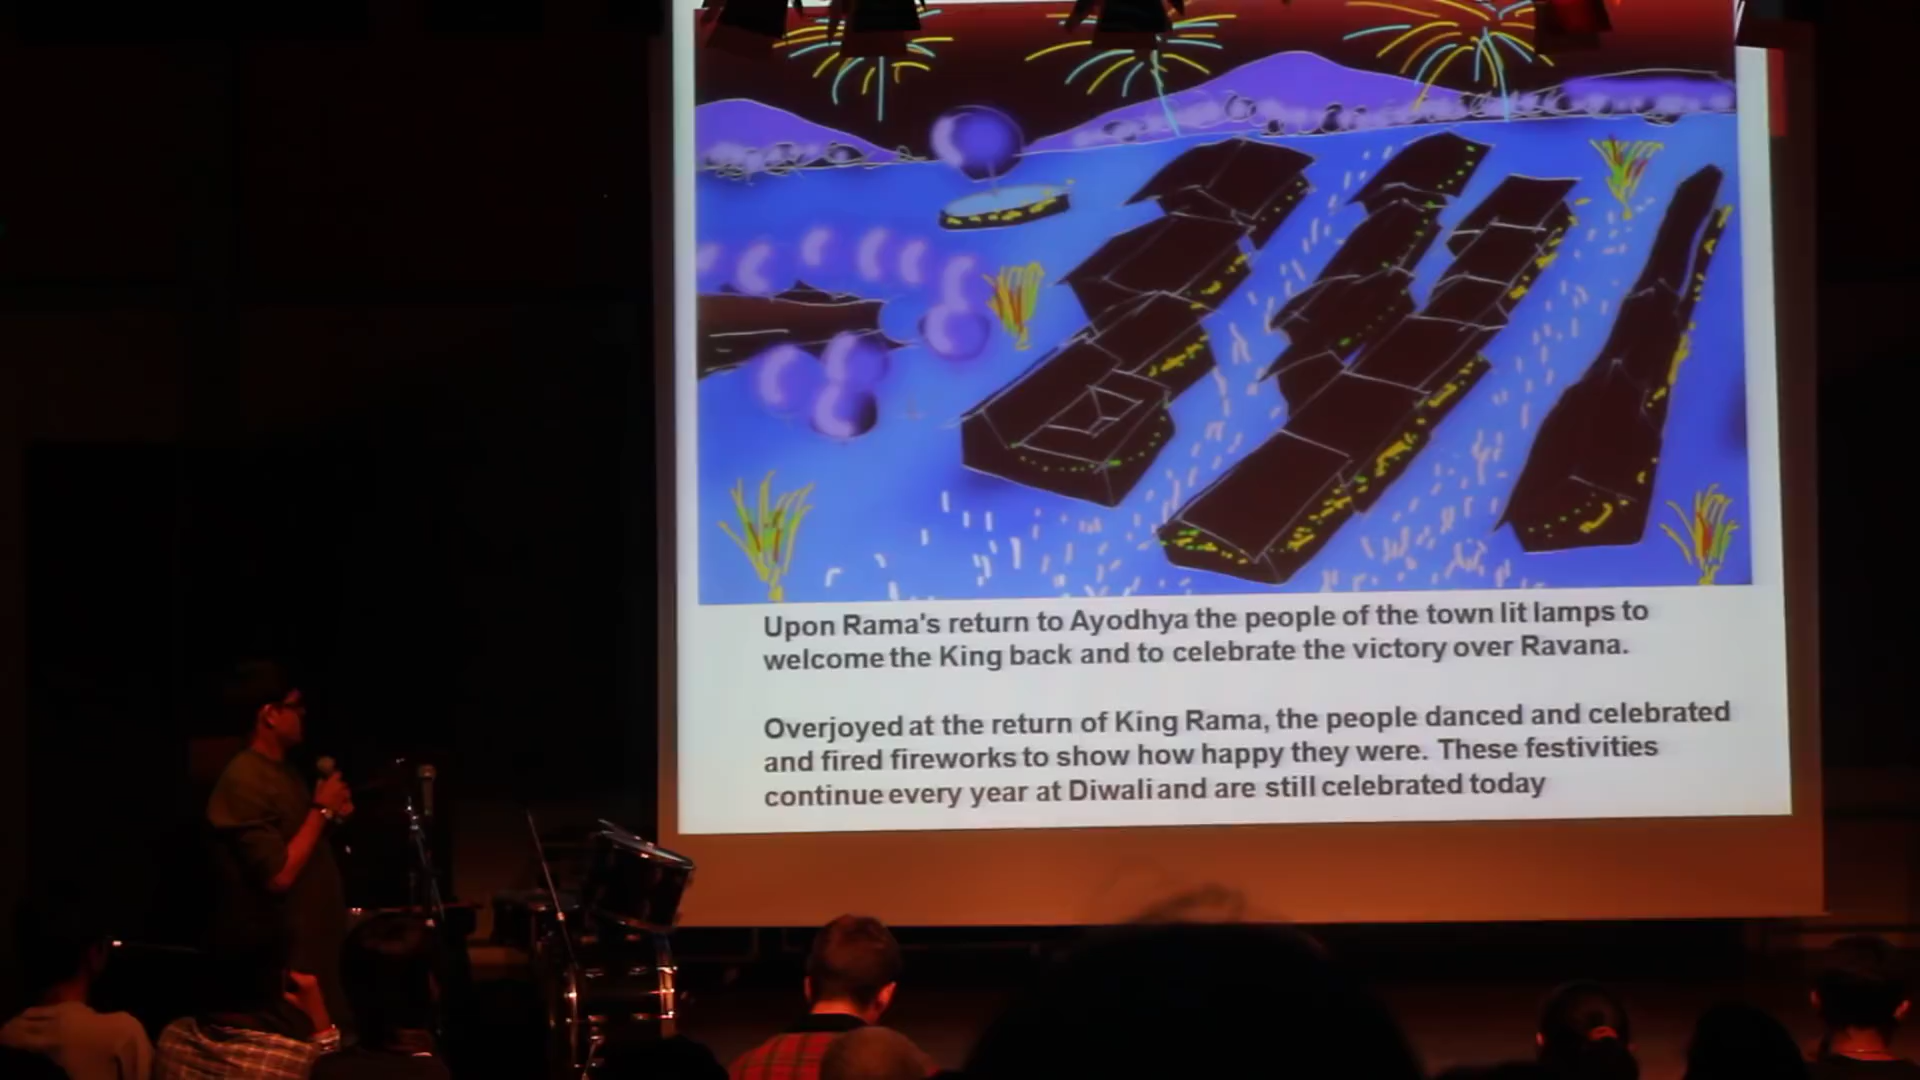 Upon Rama's return to Ayodhya the people of the town lit lamps to
welcome the King back and to celebrate the victory over Ravana.
Overjoyed at the return of King Rama, the people danced and celebrated
and fired fireworks to show how happy they were. These festivities
continue every year at Diwali and are still celebrated today